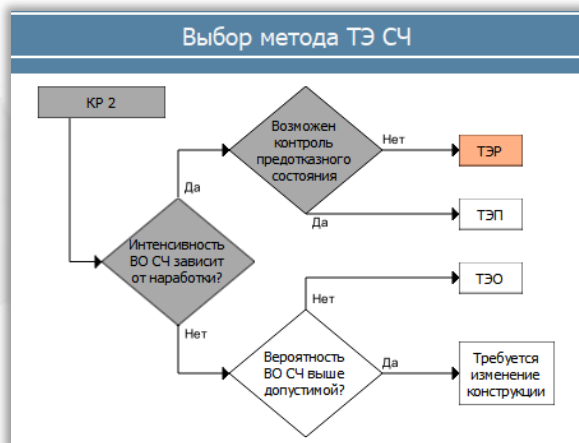 Выбор метода ТЭ СЧ
КР 2
Возможен
контроль
предотказного
состояния
Нет
ТЭР
Да
Да
ТЭП
Интенсивность
ВО СЧ зависит
от наработки?
ТЭО
Нет
Нет
Вероятность
ВО СЧ выше
допустимой?
Да
Требуется
изменение
конструкции